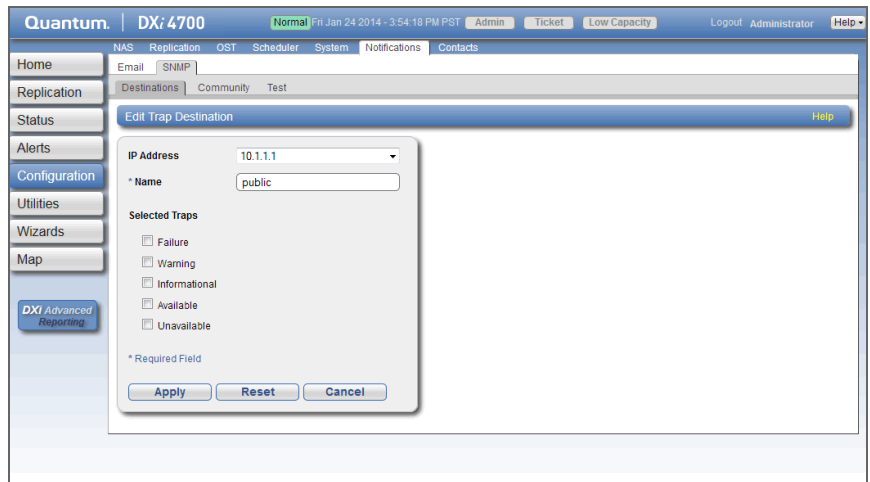 Quantum. | DXi 4700 Normal Fri Jan 24 2014 - 3:54:18 PM PST Admin Ticket Low Capacity Logout Administrator Help
NAS Replication OST Scheduler System Notifications Contacts
Home
Email SNMP
Replication
Destinations Community Test
Status
Edit Trap Destination Help
Alerts
IP Address 10.1.1.1
Configuration
* Name public
Utilities
Selected Traps
Wizards
Failure
Map
Warning
Informational
DXi Advanced
Reporting
Available
Unavailable
* Required Field
Apply Reset Cancel